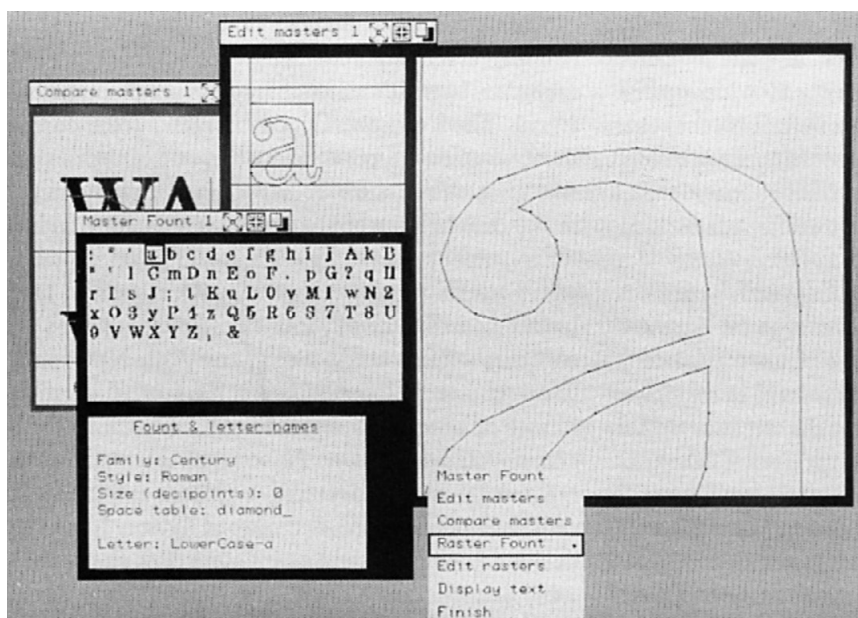 Edit masters 1
Compare masters 1
a
WA
Master Fount 1
: " ' a b c d e f g h i j A k B
l C m D n E o F . p G ? q H
r I s J ! t K u L 0 v M 1 w N 2
x O 3 y P 4 z Q 5 R 6 S 7 T 8 U
9 V W X Y Z , &
Fount & letter names
Family: Century
Style: Roman
Size (decipoints): 0
Space table: diamond_
Letter: LowerCase-a
Master Fount
Edit masters
Compare masters
Raster Fount
Edit rasters
Display text
Finish